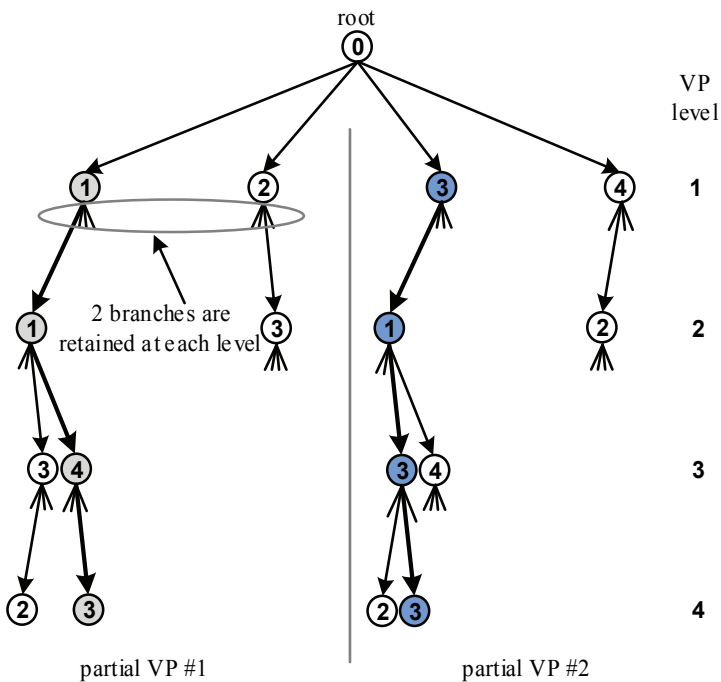 root
0
VP
level
1 2 3 4 1
2 branches are
retained at each level
1 3 1 2 2
3 4 3 4 3
2 3 2 3 4
partial VP #1 partial VP #2